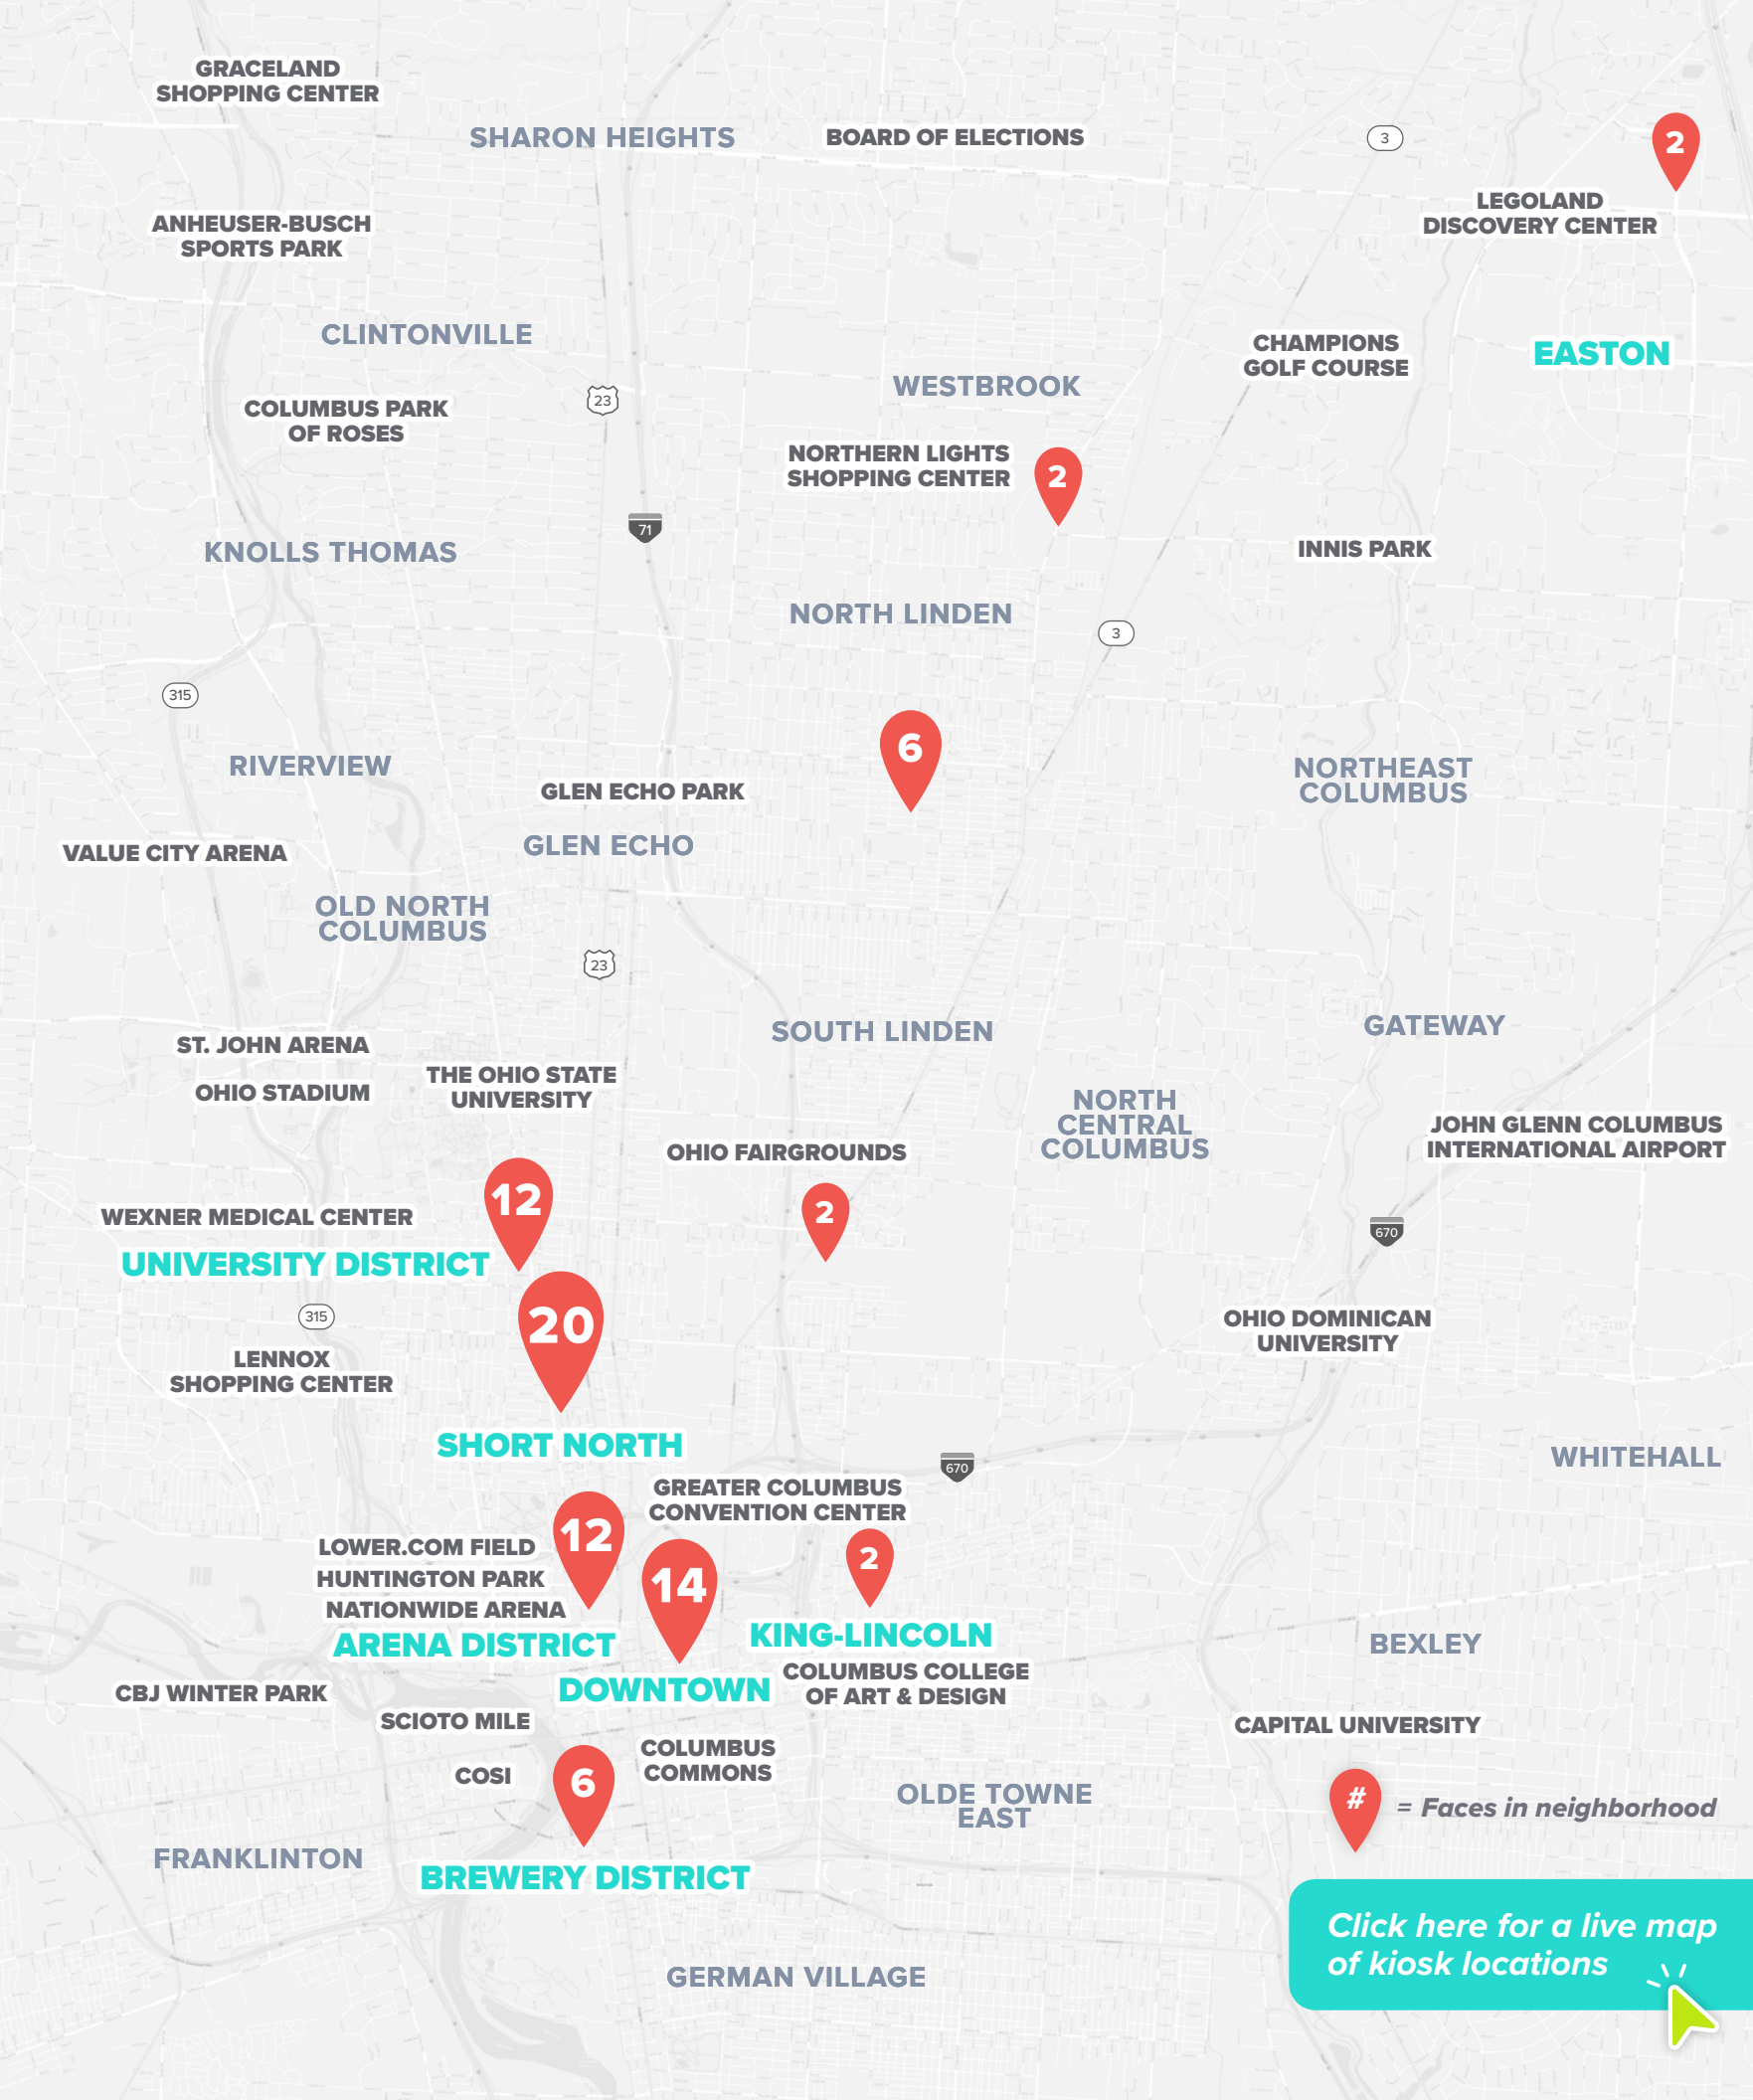 GRACELAND
SHOPPING CENTER
SHARON HEIGHTS
BOARD OF ELECTIONS
3
2
LEGOLAND
DISCOVERY CENTER
ANHEUSER-BUSCH
SPORTS PARK
CLINTONVILLE
CHAMPIONS
GOLF COURSE
EASTON
WESTBROOK
23
COLUMBUS PARK
OF ROSES
NORTHERN LIGHTS
SHOPPING CENTER
2
71
KNOLLS THOMAS
INNIS PARK
NORTH LINDEN
3
315
6
RIVERVIEW
GLEN ECHO PARK
NORTHEAST
COLUMBUS
GLEN ECHO
VALUE CITY ARENA
OLD NORTH
COLUMBUS
23
SOUTH LINDEN
GATEWAY
ST. JOHN ARENA
OHIO STADIUM
THE OHIO STATE
UNIVERSITY
NORTH
CENTRAL
COLUMBUS
JOHN GLENN COLUMBUS
INTERNATIONAL AIRPORT
OHIO FAIRGROUNDS
12
2
WEXNER MEDICAL CENTER
670
UNIVERSITY DISTRICT
315
20
OHIO DOMINICAN
UNIVERSITY
LENNOX
SHOPPING CENTER
SHORT NORTH
WHITEHALL
670
GREATER COLUMBUS
CONVENTION CENTER
12
LOWER.COM FIELD
HUNTINGTON PARK
NATIONWIDE ARENA
14
2
ARENA DISTRICT
KING-LINCOLN
BEXLEY
COLUMBUS COLLEGE
OF ART & DESIGN
DOWNTOWN
CBJ WINTER PARK
SCIOTO MILE
CAPITAL UNIVERSITY
COLUMBUS
COMMONS
COSI
6
OLDE TOWNE
EAST
# = Faces in neighborhood
FRANKLINTON
BREWERY DISTRICT
Click here for a live map
of kiosk locations
GERMAN VILLAGE